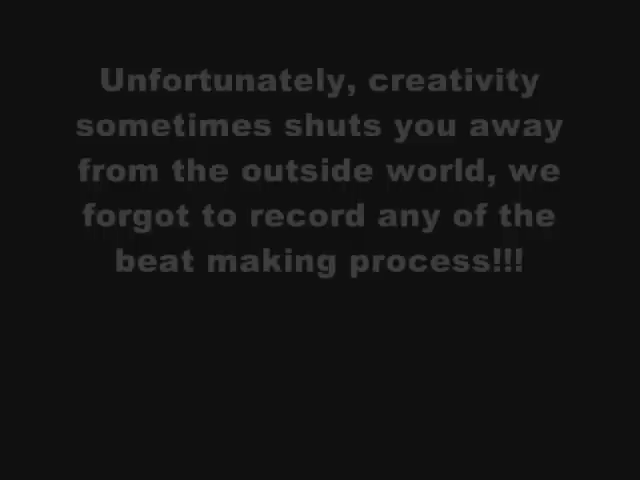 Unfortunately, creativity
sometimes shuts you away
from the outside world, we
forgot to record any of the
beat making process!!!